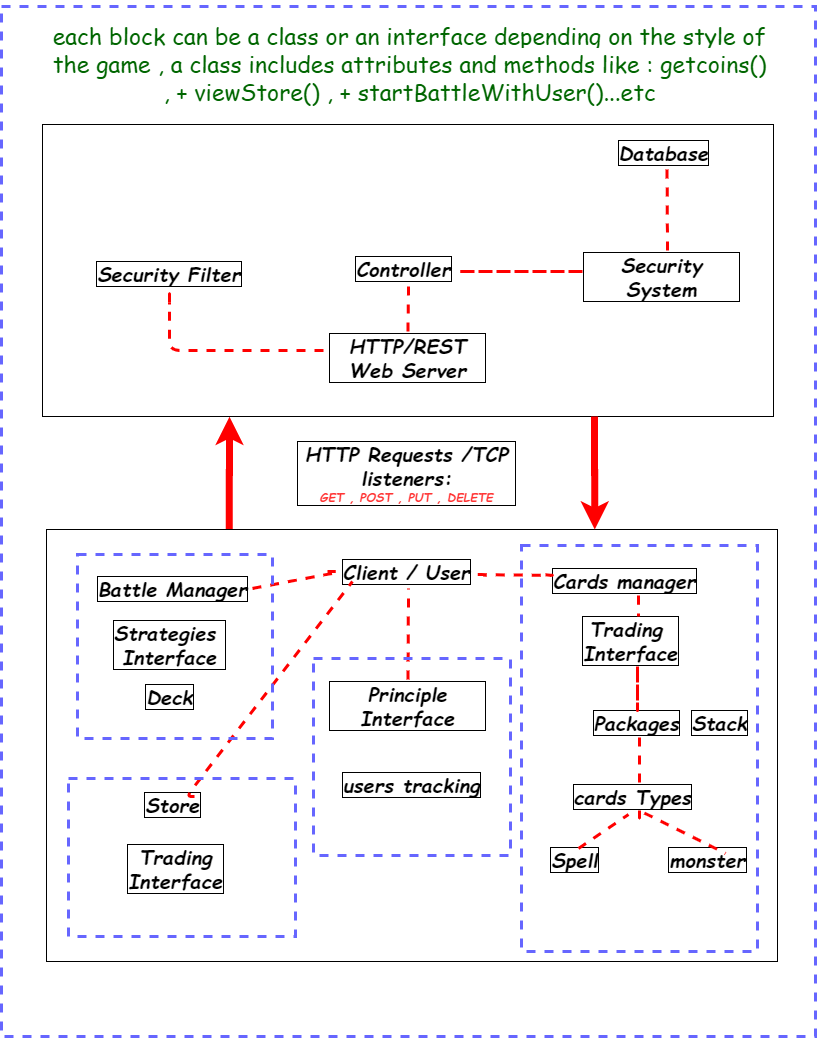 each block can be a class or an interface depending on the style of
the game , a class includes attributes and methods like : getcoins()
, + viewStore() , + startBattleWithUser()...etc
Database
Security Filter
Controller
Security
System
HTTP/REST
Web Server
HTTP Requests /TCP
listeners:
GET , POST , PUT , DELETE
Battle Manager
Strategies
Interface
Deck
Client / User
Cards manager
Trading
Interface
Principle
Interface
Packages
Stack
users tracking
cards Types
Store
Trading
Interface
Spell
monster